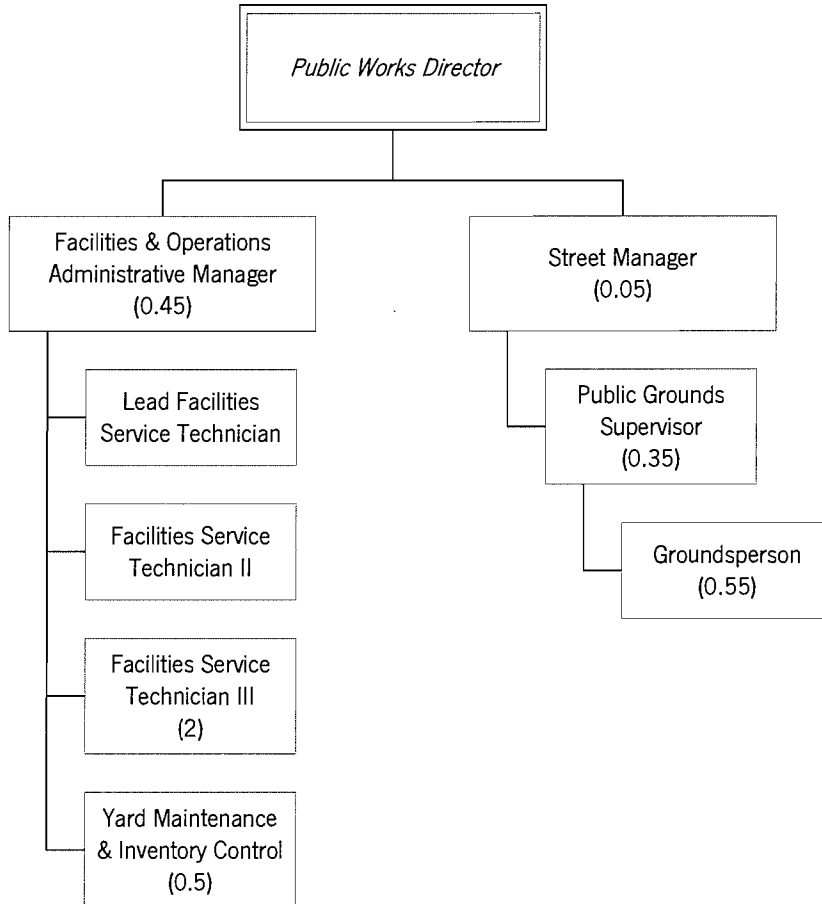 Public Works Director
Facilities & Operations
Administrative Manager
(0.45)
Street Manager
(0.05)
Lead Facilities
Service Technician
Public Grounds
Supervisor
(0.35)
Facilities Service
Technician II
Groundsperson
(0.55)
Facilities Service
Technician III
(2)
Yard Maintenance
& Inventory Control
(0.5)